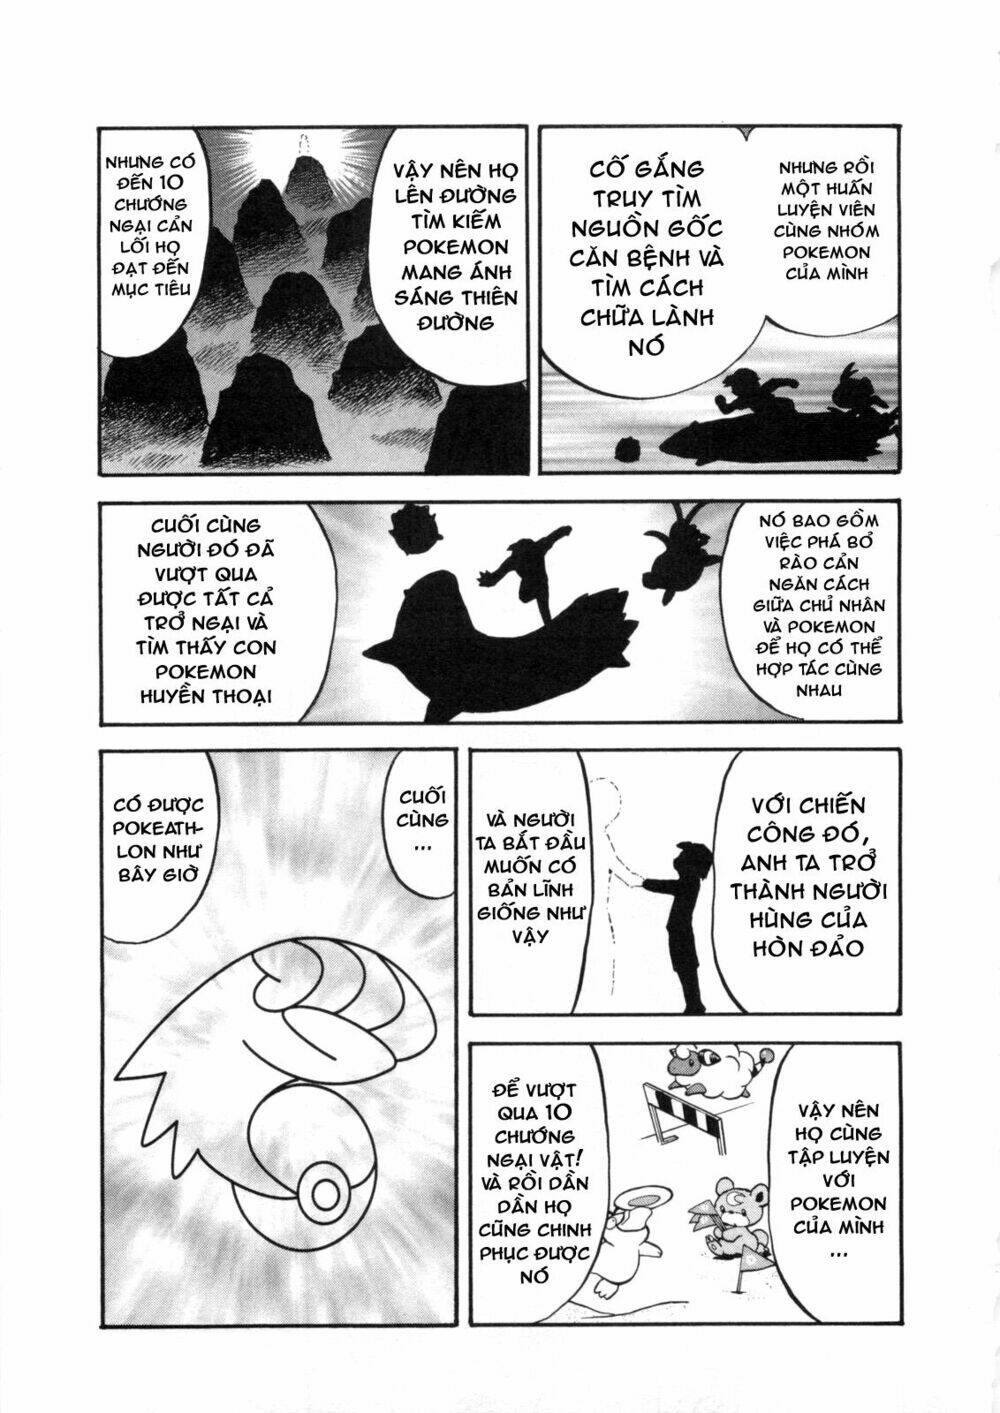 NHƯNG RỒI
MỘT HUẤN
LUYỆN VIÊN
CÙNG NHÓM
POKEMON
CỦA MÌNH
CỐ GẮNG
TRUY TÌM
NGUỒN GỐC
CĂN BỆNH VÀ
TÌM CÁCH
CHỮA LÀNH
NÓ
VẬY NÊN HỌ
LÊN ĐƯỜNG
TÌM KIẾM
POKEMON
MANG ÁNH
SÁNG THIÊN
ĐƯỜNG
NHƯNG CÓ
ĐẾN 10
CHƯỚNG
NGẠI CẢN
LỐI HỌ
ĐẠT ĐẾN
MỤC TIÊU
NÓ BAO GỒM
VIỆC PHÁ BỎ
RÀO CẢN
NGĂN CÁCH
GIỮA CHỦ NHÂN
VÀ POKEMON
ĐỂ HỌ CÓ THỂ
HỢP TÁC CÙNG
NHAU
CUỐI CÙNG
NGƯỜI ĐÓ ĐÃ
VƯỢT QUA
ĐƯỢC TẤT CẢ
TRỞ NGẠI VÀ
TÌM THẤY CON
POKEMON
HUYỀN THOẠI
VỚI CHIẾN
CÔNG ĐÓ,
ANH TA TRỞ
THÀNH NGƯỜI
HÙNG CỦA
HÒN ĐẢO
VÀ NGƯỜI
TA BẮT ĐẦU
MUỐN CÓ
BẢN LĨNH
GIỐNG NHƯ
VẬY
VẬY NÊN
HỌ CÙNG
TẬP LUYỆN
VỚI
POKEMON
CỦA MÌNH
...
ĐỂ VƯỢT
QUA 10
CHƯỚNG
NGẠI VẬT!
VÀ RỒI DẦN
DẦN HỌ
CŨNG CHINH
PHỤC ĐƯỢC
NÓ
CUỐI
CÙNG
...
CÓ ĐƯỢC
POKEATH-
LON NHƯ
BÂY GIỜ